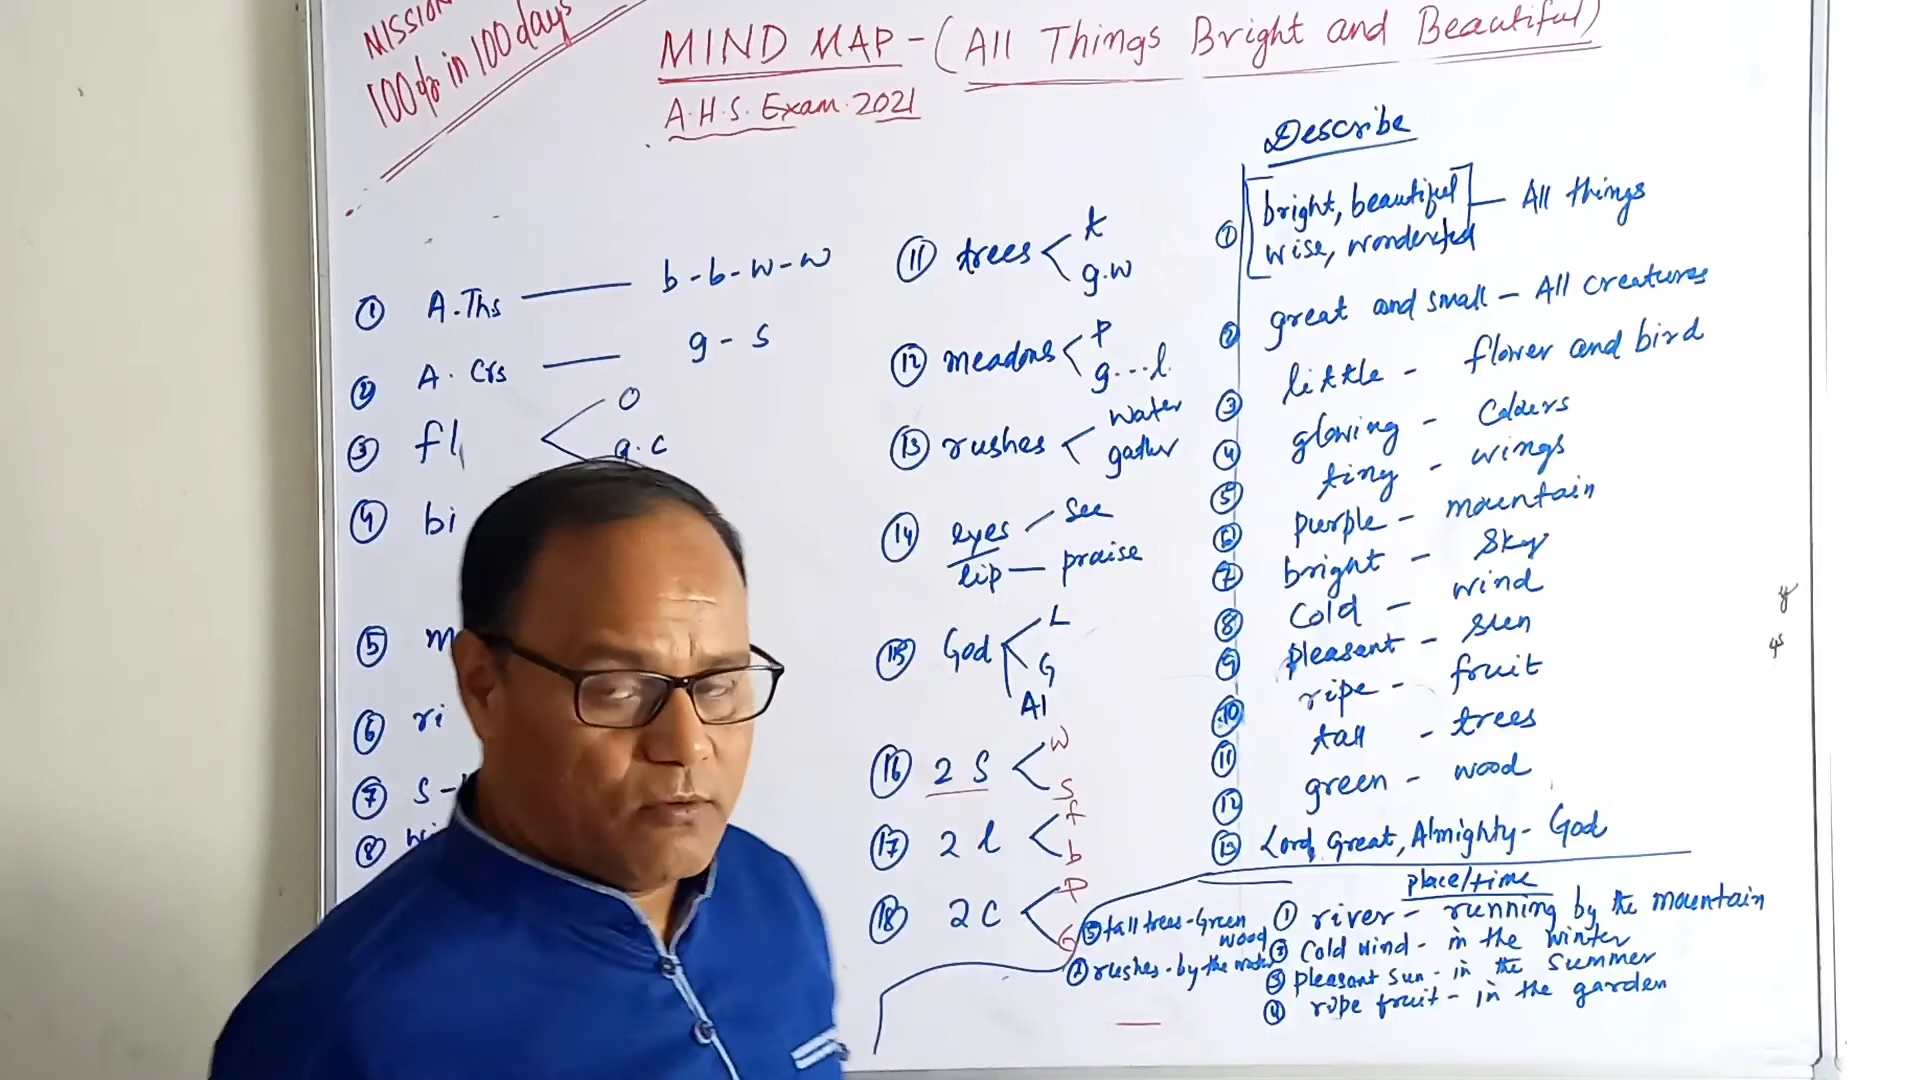 MISSION
100% in 100 days
MIND MAP - (All Things Bright and Beautiful)
A.H.S. Exam. 2021
① A.Ths — b-b-w-w
② A. Crs — g - s
③ fl < O
g.c
④ bi
⑤ m
⑥ ri
⑦ S-
⑧
⑪ trees < t
g.w
⑫ meadows < P
g...l.
⑬ rushes < water
gather
⑭ eyes — see
lip — praise
⑮ God < L
G
Al
⑯ 2 S < w
S
⑰ 2 l < f
b
⑱ 2 C < P
G
Describe
① bright, beautiful
wise, wonderful — All things
② great and small — All creatures
③ little - flower and bird
④ glowing - Colours
⑤ tiny - wings
⑥ purple - mountain
⑦ bright - Sky
⑧ Cold - wind
⑨ pleasant - sun
⑩ ripe - fruit
⑪ tall - trees
⑫ green - wood
⑬ Lord, Great, Almighty - God
place/time
① river - running by the mountain
② Cold wind - in the winter
③ pleasant sun - in the Summer
④ ripe fruit - in the garden
⑤ tall trees - Green
wood
rushes - by the water